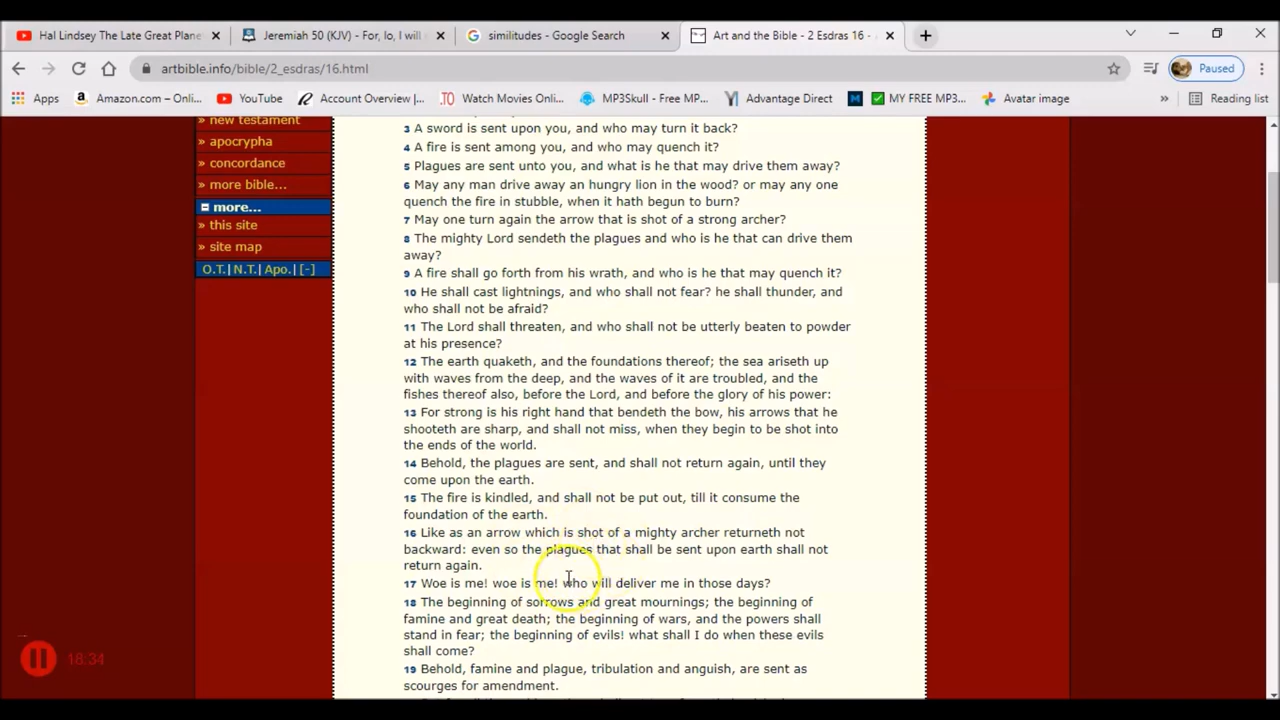 Hal Lindsey The Late Great Plane
Jeremiah 50 (KJV) - For, lo, I will
similitudes - Google Search
Art and the Bible - 2 Esdras 16 -
artbible.info/bible/2_esdras/16.html
Paused
Apps
Amazon.com – Onli...
YouTube
Account Overview |...
Watch Movies Onli...
MP3Skull - Free MP...
Advantage Direct
MY FREE MP3...
Avatar image
»
Reading list
» new testament
» apocrypha
» concordance
» more bible...
more...
» this site
» site map
O.T.|N.T.|Apo.|[-]
3 A sword is sent upon you, and who may turn it back?
4 A fire is sent among you, and who may quench it?
5 Plagues are sent unto you, and what is he that may drive them away?
6 May any man drive away an hungry lion in the wood? or may any one
quench the fire in stubble, when it hath begun to burn?
7 May one turn again the arrow that is shot of a strong archer?
8 The mighty Lord sendeth the plagues and who is he that can drive them
away?
9 A fire shall go forth from his wrath, and who is he that may quench it?
10 He shall cast lightnings, and who shall not fear? he shall thunder, and
who shall not be afraid?
11 The Lord shall threaten, and who shall not be utterly beaten to powder
at his presence?
12 The earth quaketh, and the foundations thereof; the sea ariseth up
with waves from the deep, and the waves of it are troubled, and the
fishes thereof also, before the Lord, and before the glory of his power:
13 For strong is his right hand that bendeth the bow, his arrows that he
shooteth are sharp, and shall not miss, when they begin to be shot into
the ends of the world.
14 Behold, the plagues are sent, and shall not return again, until they
come upon the earth.
15 The fire is kindled, and shall not be put out, till it consume the
foundation of the earth.
16 Like as an arrow which is shot of a mighty archer returneth not
backward: even so the plagues that shall be sent upon earth shall not
return again.
17 Woe is me! woe is me! who will deliver me in those days?
18 The beginning of sorrows and great mournings; the beginning of
famine and great death; the beginning of wars, and the powers shall
stand in fear; the beginning of evils! what shall I do when these evils
shall come?
19 Behold, famine and plague, tribulation and anguish, are sent as
scourges for amendment.
18:34